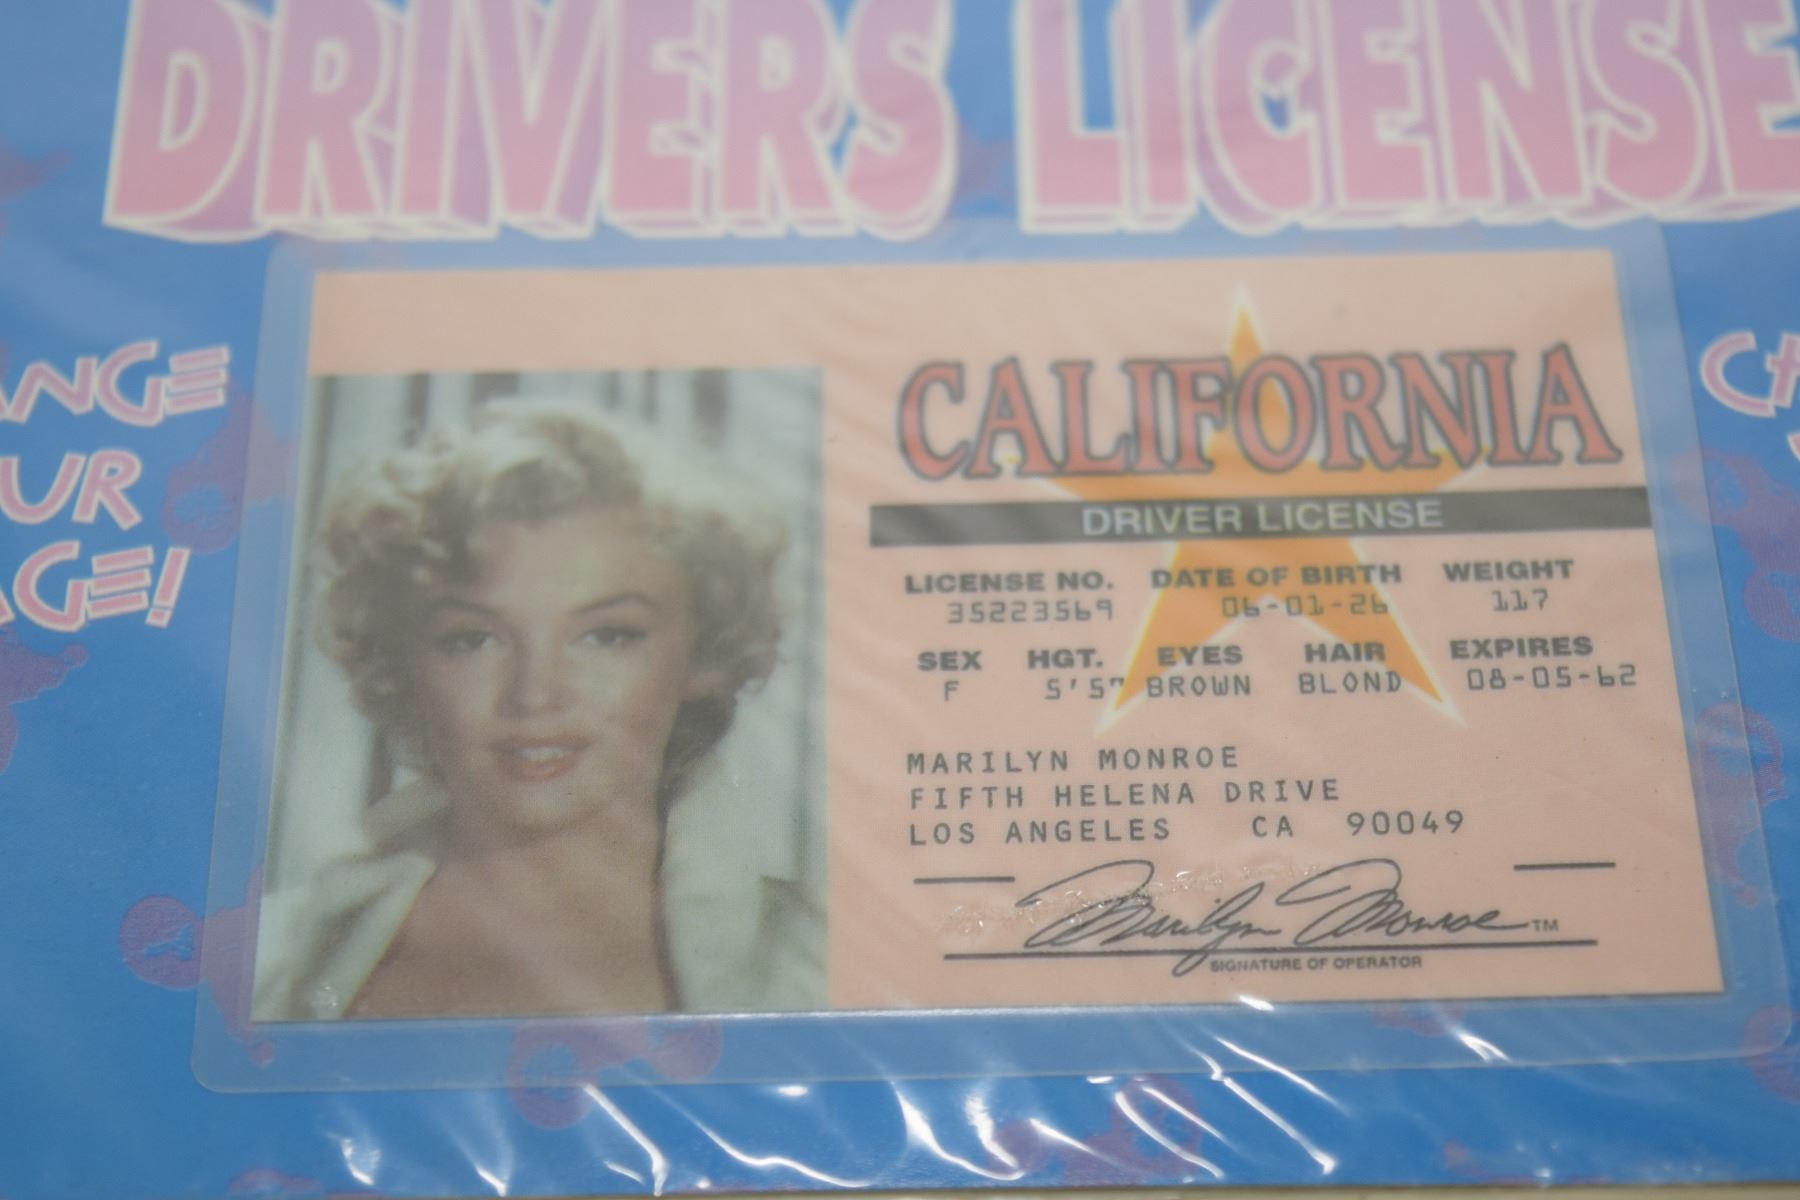 DRIVERS LICENSE
CALIFORNIA
DRIVER LICENSE
LICENSE NO. DATE OF BIRTH WEIGHT
35223569 06-01-26 117
SEX HGT. EYES HAIR EXPIRES
F 5'5" BROWN BLOND 08-05-62
MARILYN MONROE
FIFTH HELENA DRIVE
LOS ANGELES CA 90049
Marilyn Monroe TM
SIGNATURE OF OPERATOR